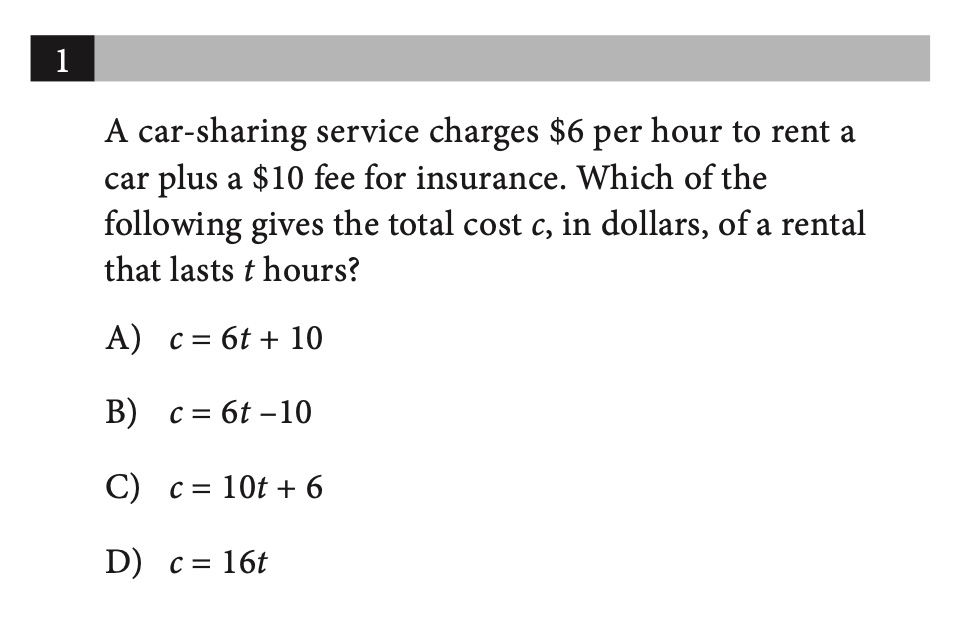 1
A car-sharing service charges $6 per hour to rent a
car plus a $10 fee for insurance. Which of the
following gives the total cost c, in dollars, of a rental
that lasts t hours?
A) c = 6t + 10
B) c = 6t –10
C) c = 10t + 6
D) c = 16t